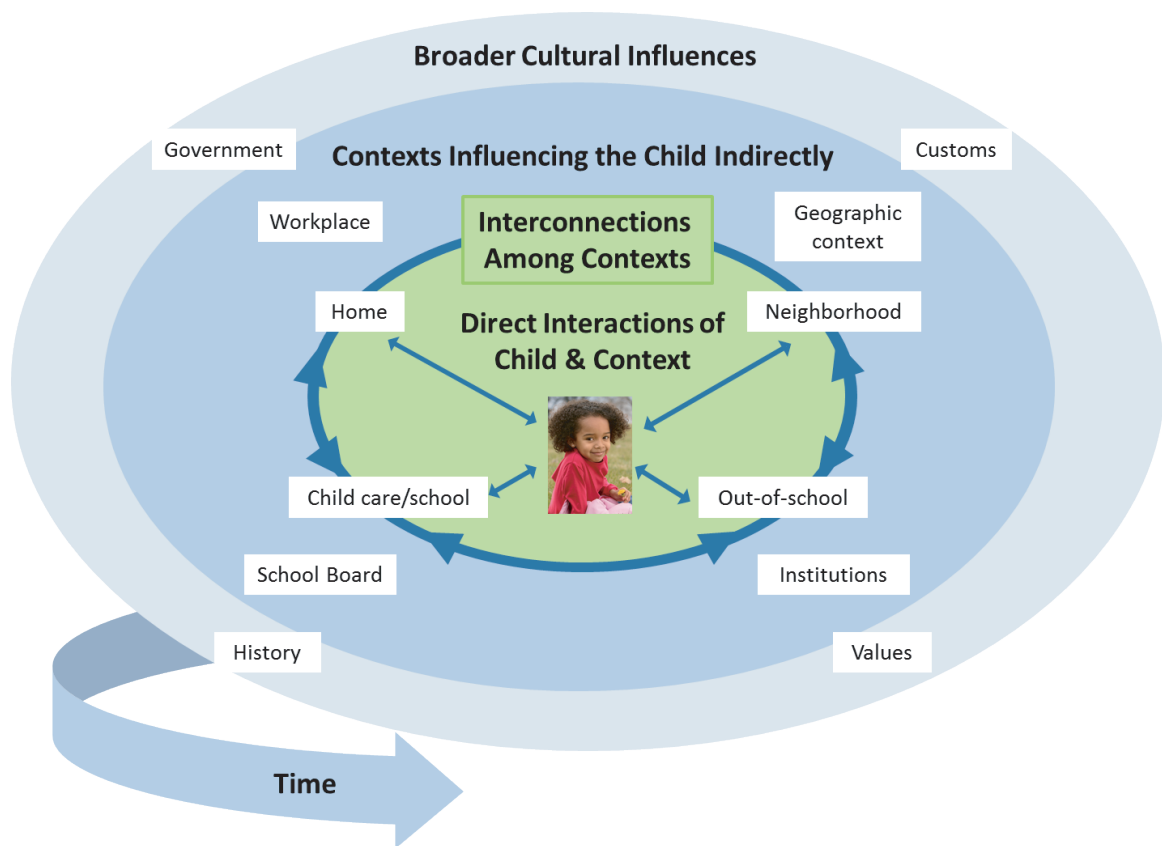 Broader Cultural Influences
Government
Contexts Influencing the Child Indirectly
Customs
Workplace
Interconnections
Among Contexts
Geographic
context
Home
Direct Interactions of
Child & Context
Neighborhood
Child care/school
Out-of-school
School Board
Institutions
History
Values
Time